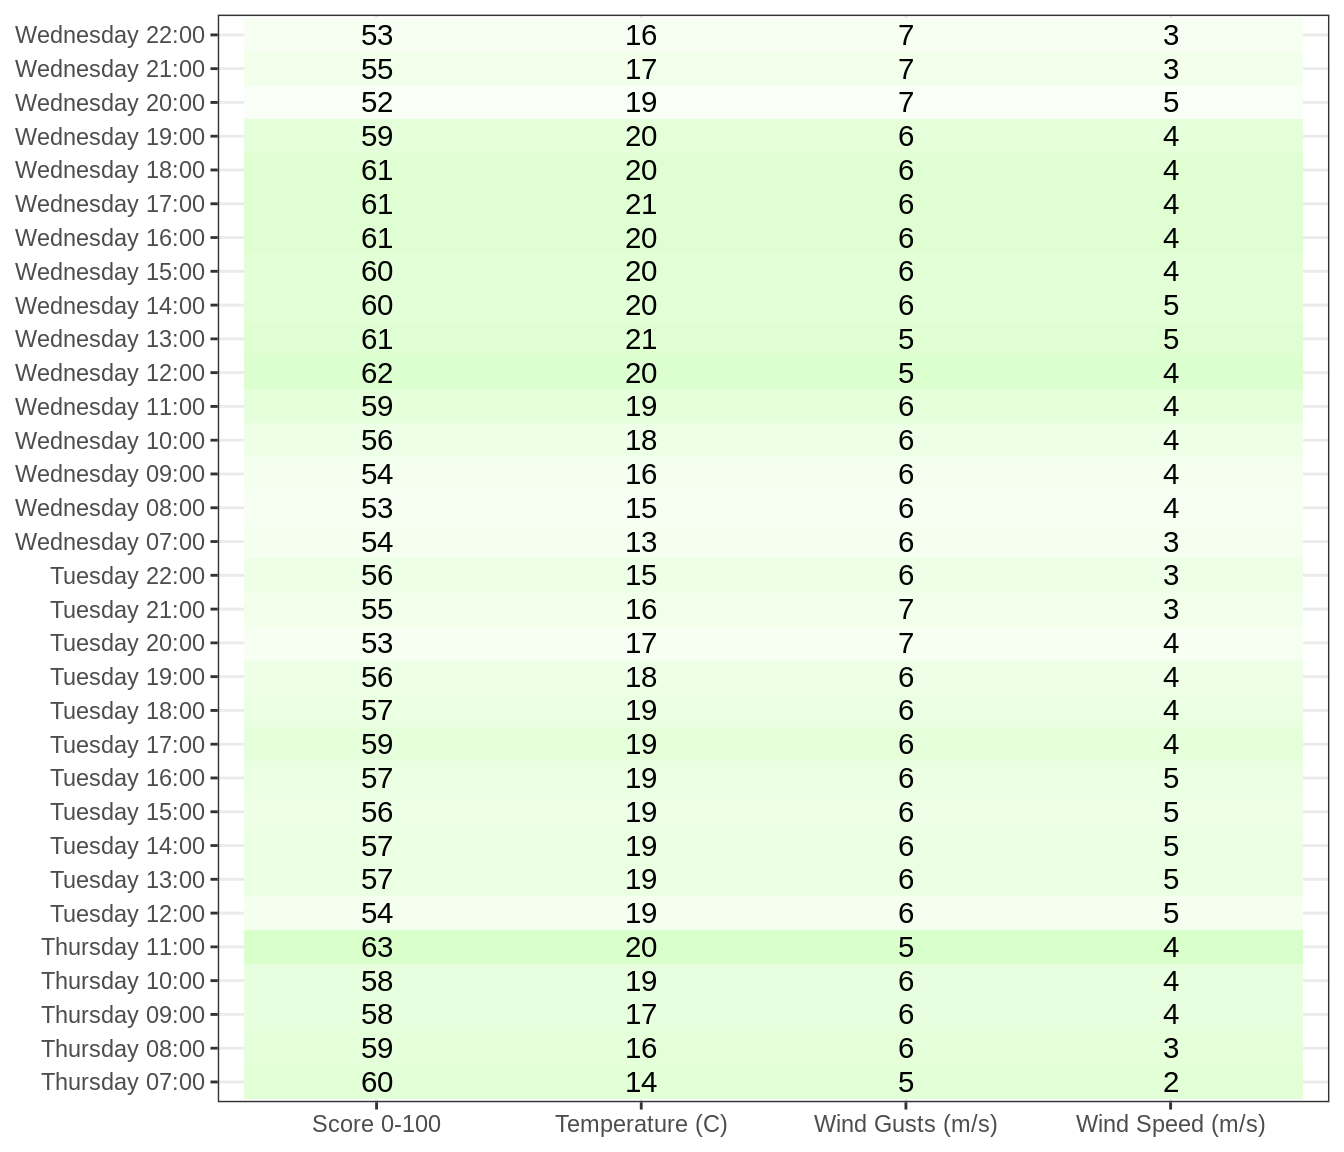 Wednesday 22:00 53 16 7 3
Wednesday 21:00 55 17 7 3
Wednesday 20:00 52 19 7 5
Wednesday 19:00 59 20 6 4
Wednesday 18:00 61 20 6 4
Wednesday 17:00 61 21 6 4
Wednesday 16:00 61 20 6 4
Wednesday 15:00 60 20 6 4
Wednesday 14:00 60 20 6 5
Wednesday 13:00 61 21 5 5
Wednesday 12:00 62 20 5 4
Wednesday 11:00 59 19 6 4
Wednesday 10:00 56 18 6 4
Wednesday 09:00 54 16 6 4
Wednesday 08:00 53 15 6 4
Wednesday 07:00 54 13 6 3
Tuesday 22:00 56 15 6 3
Tuesday 21:00 55 16 7 3
Tuesday 20:00 53 17 7 4
Tuesday 19:00 56 18 6 4
Tuesday 18:00 57 19 6 4
Tuesday 17:00 59 19 6 4
Tuesday 16:00 57 19 6 5
Tuesday 15:00 56 19 6 5
Tuesday 14:00 57 19 6 5
Tuesday 13:00 57 19 6 5
Tuesday 12:00 54 19 6 5
Thursday 11:00 63 20 5 4
Thursday 10:00 58 19 6 4
Thursday 09:00 58 17 6 4
Thursday 08:00 59 16 6 3
Thursday 07:00 60 14 5 2
Score 0-100 Temperature (C) Wind Gusts (m/s) Wind Speed (m/s)